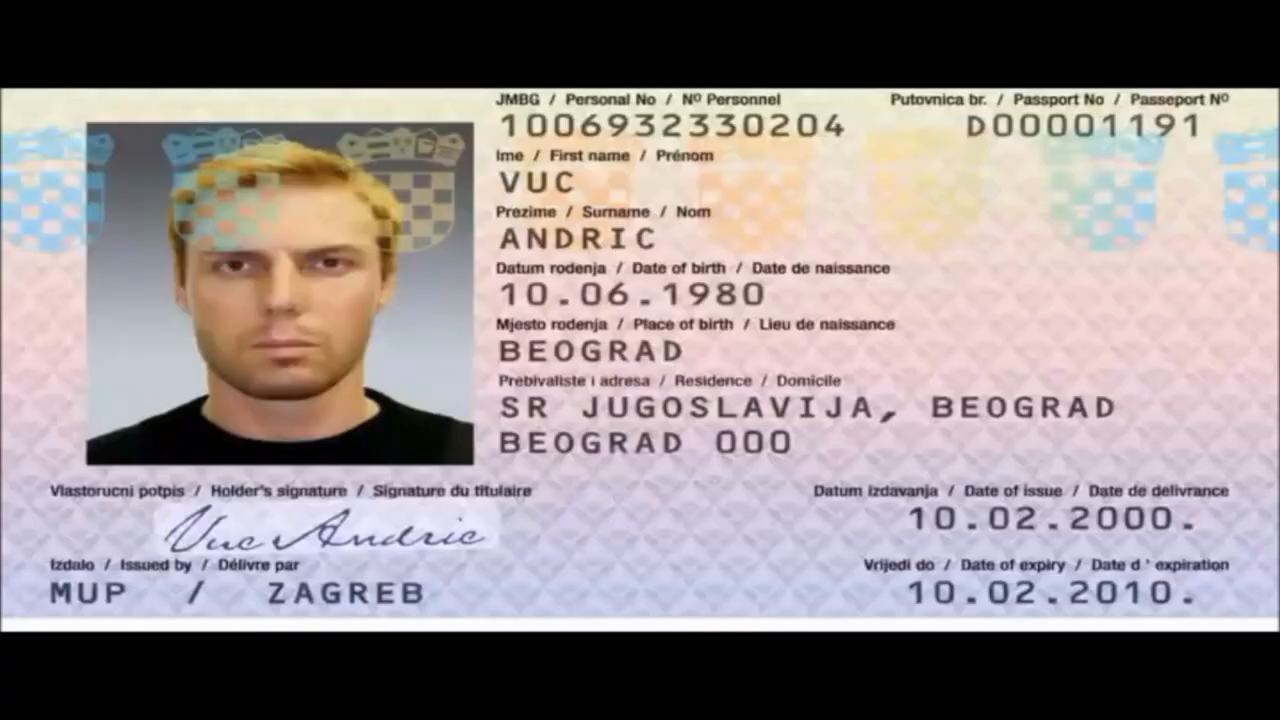 JMBG / Personal No / Nº Personnel
1006932330204
Putovnica br. / Passport No / Passeport Nº
D00001191
Ime / First name / Prénom
VUC
Prezime / Surname / Nom
ANDRIC
Datum rodenja / Date of birth / Date de naissance
10.06.1980
Mjesto rodenja / Place of birth / Lieu de naissance
BEOGRAD
Prebivaliste i adresa / Residence / Domicile
SR JUGOSLAVIJA, BEOGRAD
BEOGRAD 000
Vlastorucni potpis / Holder's signature / Signature du titulaire
Vuc Andric
Datum izdavanja / Date of issue / Date de delivrance
10.02.2000.
Izdalo / Issued by / Délivre par
MUP / ZAGREB
Vrijedi do / Date of expiry / Date d ' expiration
10.02.2010.